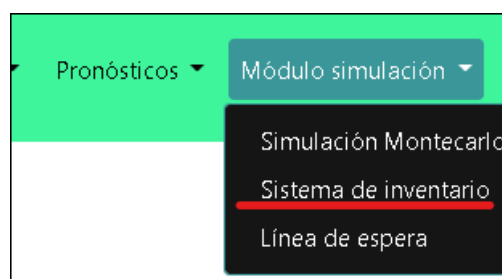 Pronósticos Módulo simulación
Simulación Montecarlo
Sistema de inventario
Línea de espera